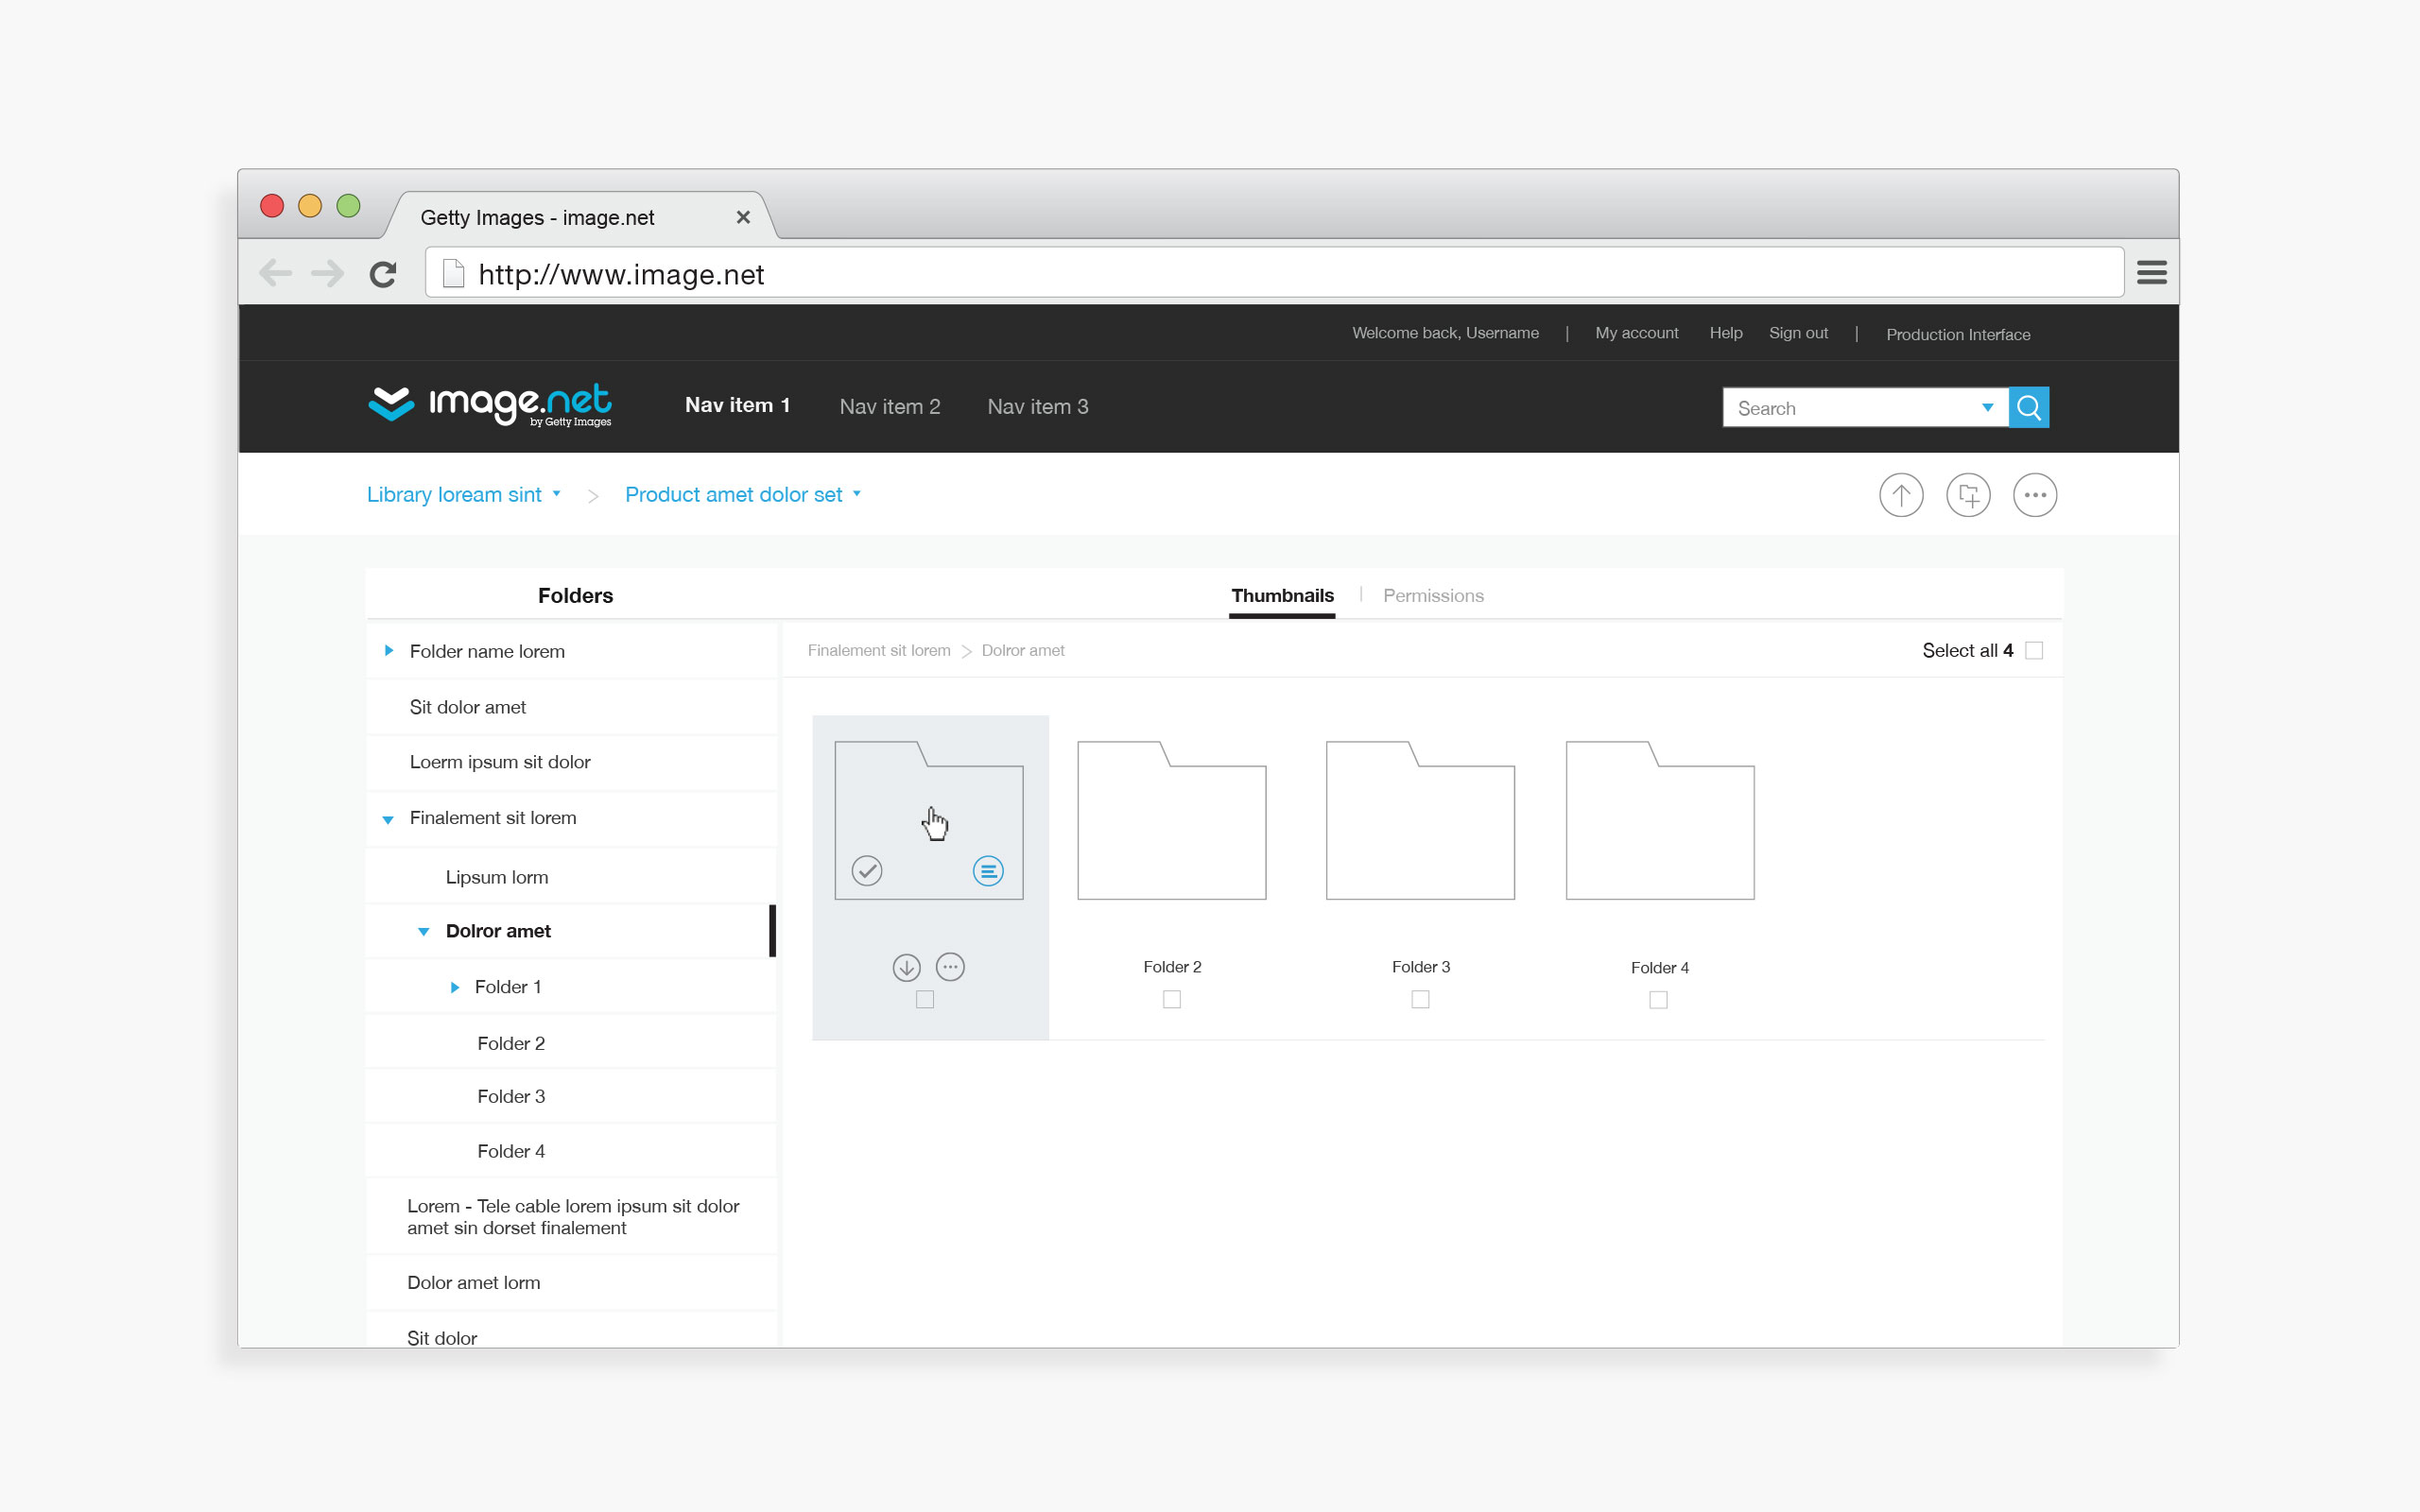 Getty Images - image.net
http://www.image.net
Welcome back, Username | My account Help Sign out | Production Interface
image.net
by Getty Images
Nav item 1 Nav item 2 Nav item 3
Search
Library loream sint > Product amet dolor set
Folders
Thumbnails | Permissions
Folder name lorem
Sit dolor amet
Loerm ipsum sit dolor
Finalement sit lorem
Lipsum lorm
Dolror amet
Folder 1
Folder 2
Folder 3
Folder 4
Lorem - Tele cable lorem ipsum sit dolor
amet sin dorset finalement
Dolor amet lorm
Sit dolor
Finalement sit lorem > Dolror amet
Select all 4
Folder 2
Folder 3
Folder 4